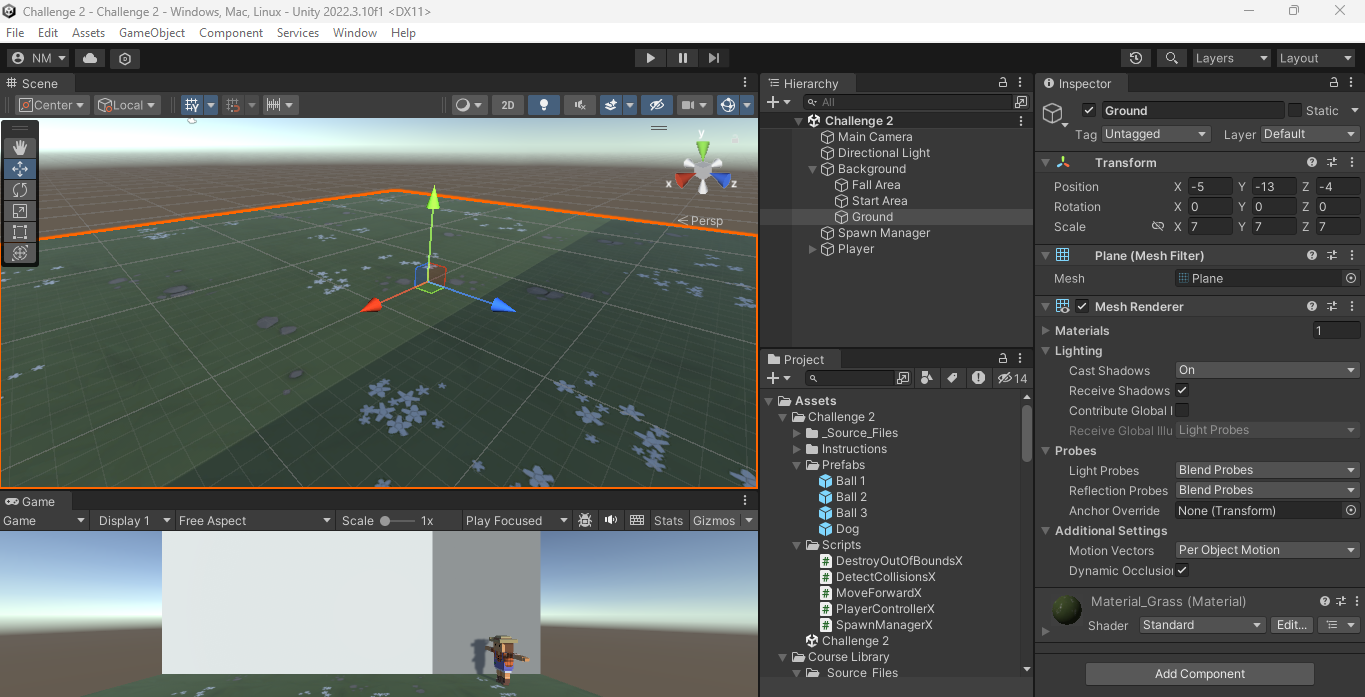 Challenge 2 - Challenge 2 - Windows, Mac, Linux - Unity 2022.3.10f1 <DX11>
File Edit Assets GameObject Component Services Window Help
NM Layers Layout
Scene
Center Local 2D
y
x z
Persp
Game
Game Display 1 Free Aspect Scale 1x Play Focused Stats Gizmos
Hierarchy
All
Challenge 2
Main Camera
Directional Light
Background
Fall Area
Start Area
Ground
Spawn Manager
Player
Project
14
Assets
Challenge 2
_Source_Files
Instructions
Prefabs
Ball 1
Ball 2
Ball 3
Dog
Scripts
DestroyOutOfBoundsX
DetectCollisionsX
MoveForwardX
PlayerControllerX
SpawnManagerX
Challenge 2
Course Library
_Source_Files
Inspector
Ground Static
Tag Untagged Layer Default
Transform
Position X -5 Y -13 Z -4
Rotation X 0 Y 0 Z 0
Scale X 7 Y 7 Z 7
Plane (Mesh Filter)
Mesh Plane
Mesh Renderer
Materials 1
Lighting
Cast Shadows On
Receive Shadows
Contribute Global I
Receive Global Illu Light Probes
Probes
Light Probes Blend Probes
Reflection Probes Blend Probes
Anchor Override None (Transform)
Additional Settings
Motion Vectors Per Object Motion
Dynamic Occlusion
Material_Grass (Material)
Shader Standard Edit...
Add Component